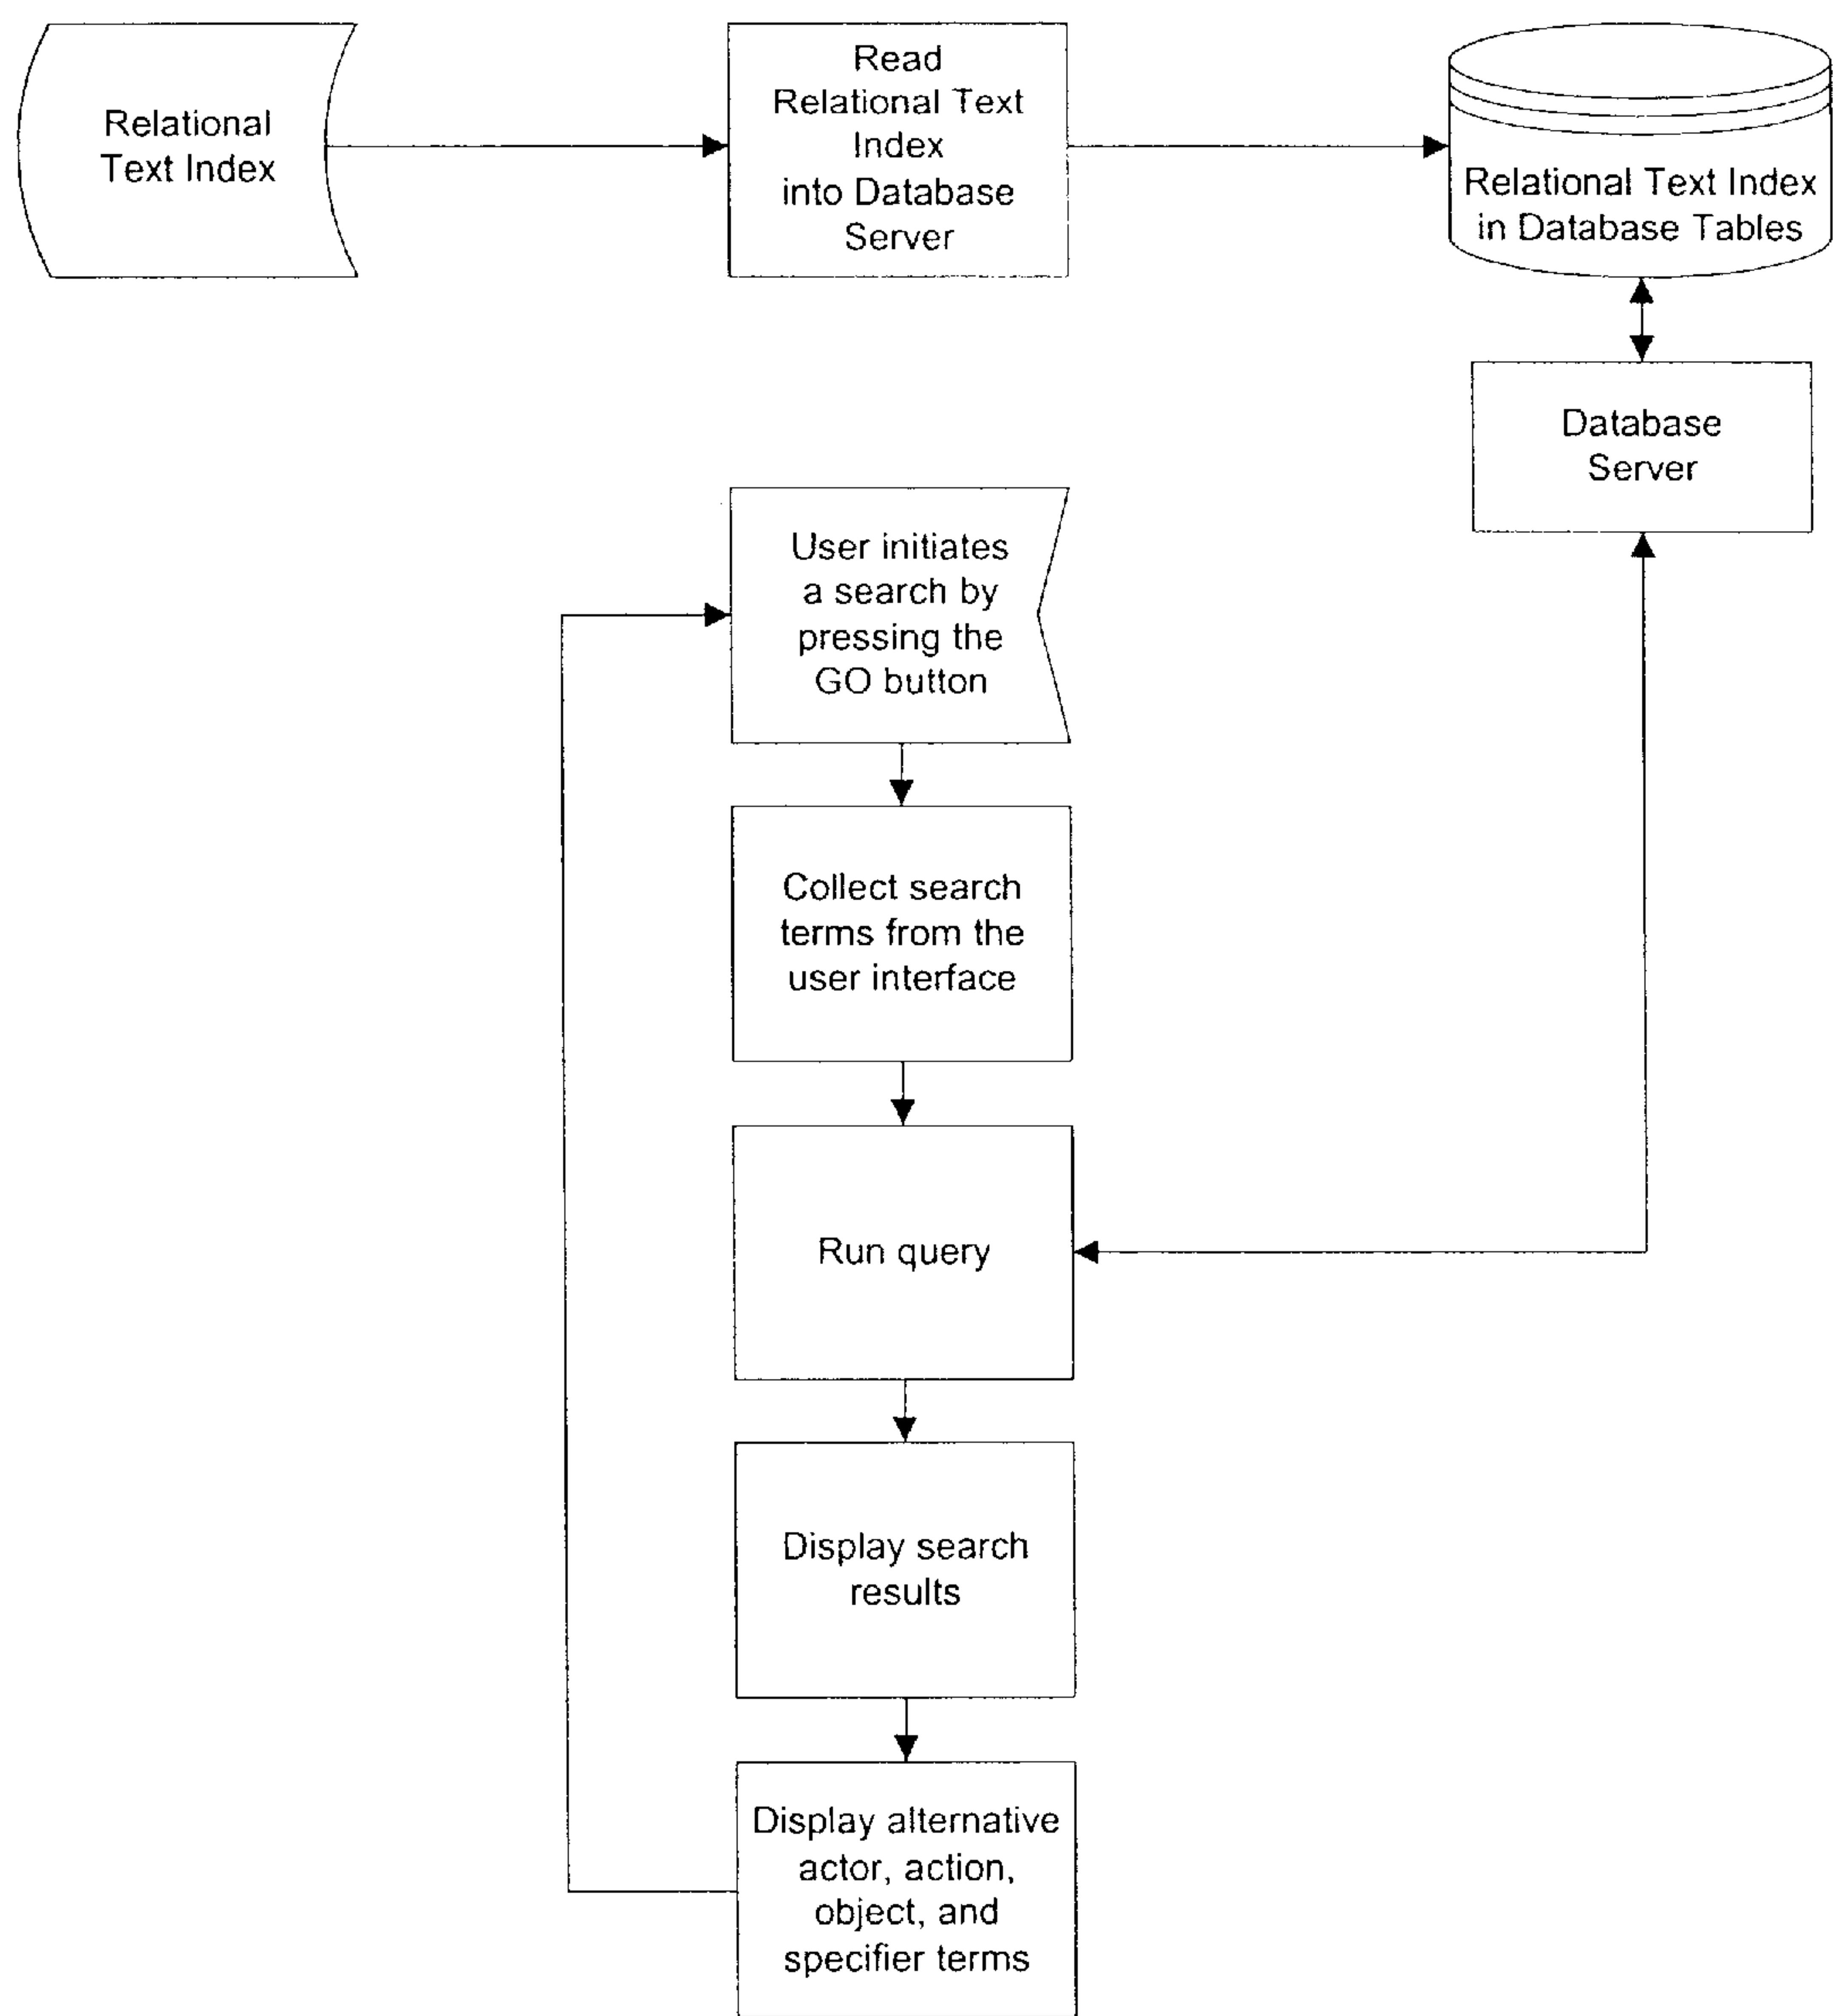 Relational
Text Index
Read
Relational Text
Index
into Database
Server
Relational Text Index
in Database Tables
Database
Server
User initiates
a search by
pressing the
GO button
Collect search
terms from the
user interface
Run query
Display search
results
Display alternative
actor, action,
object, and
specifier terms